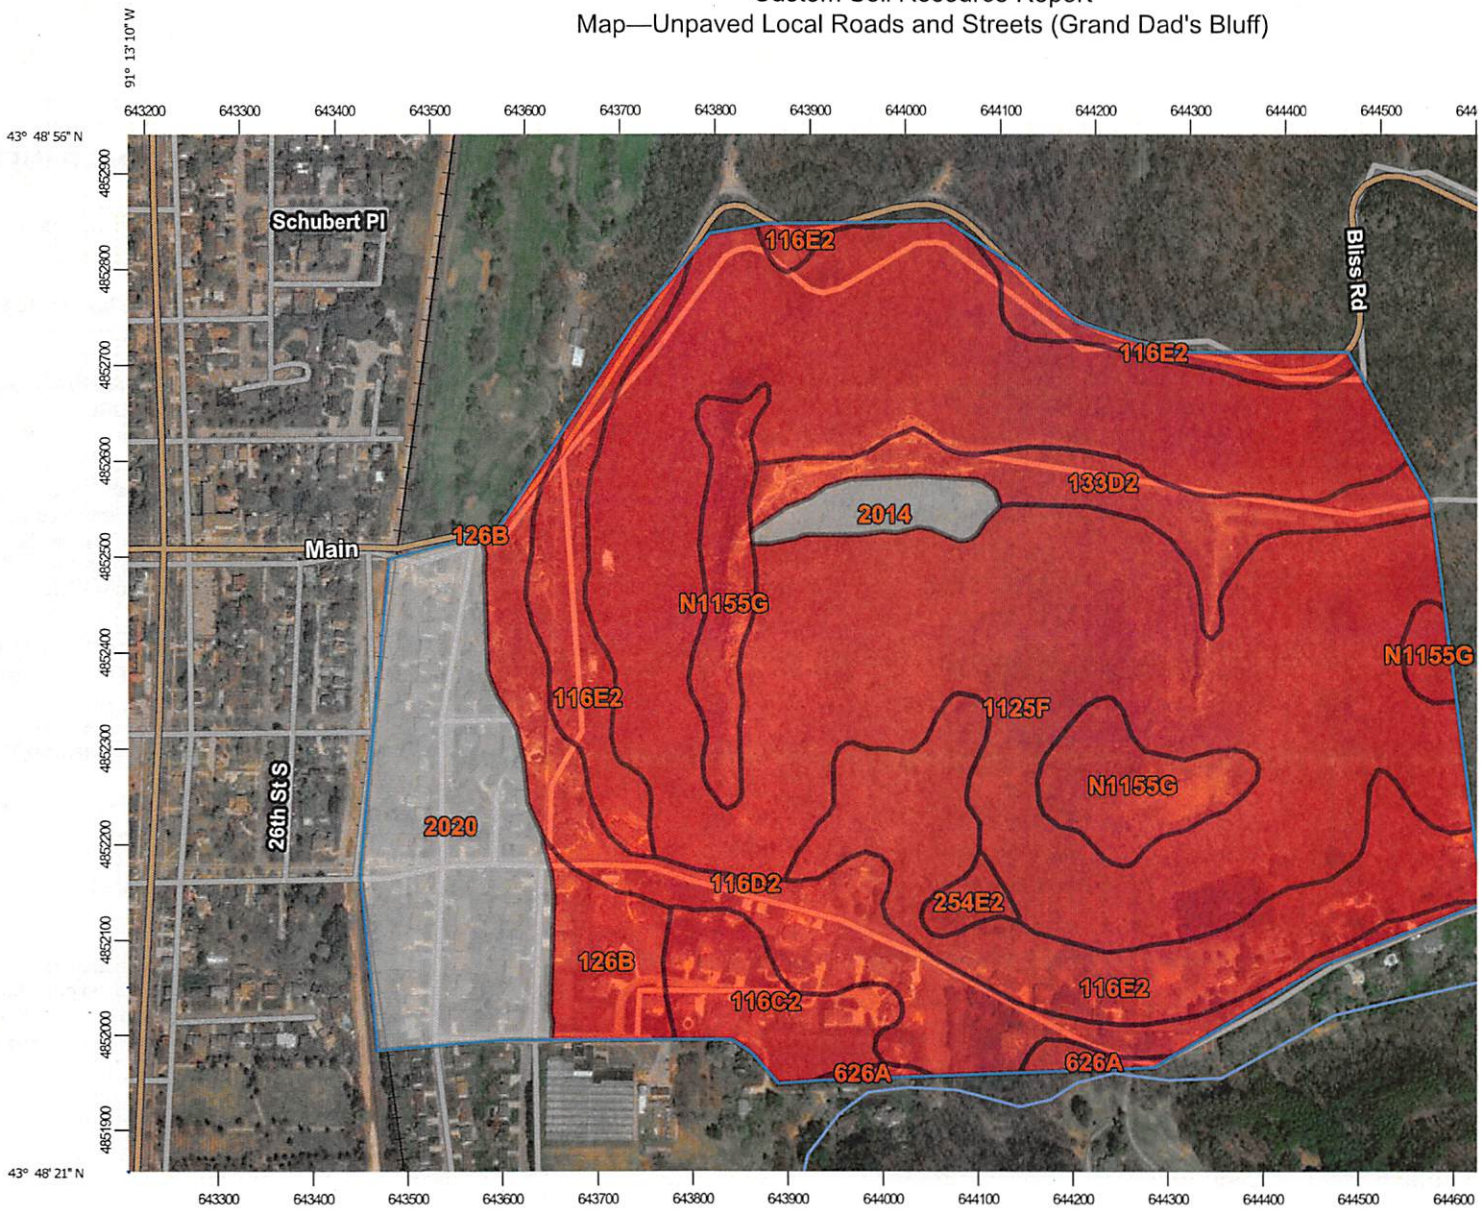 Custom Soil Resource Report
Map—Unpaved Local Roads and Streets (Grand Dad's Bluff)
91° 13' 10" W
643200 643300 643400 643500 643600 643700 643800 643900 644000 644100 644200 644300 644400 644500
43° 48' 56" N
4852900
4852800
4852700
4852600
4852500
4852400
4852300
4852200
4852100
4852000
4851900
Schubert Pl
116E2
Bliss Rd
116E2
133D2
2014
126B
Main
N1155G
N1155G
116E2
1125F
N1155G
26th St S
2020
116D2
254E2
126B
116E2
116C2
626A
626A
43° 48' 21" N
643300 643400 643500 643600 643700 643800 643900 644000 644100 644200 644300 644400 644500 644600